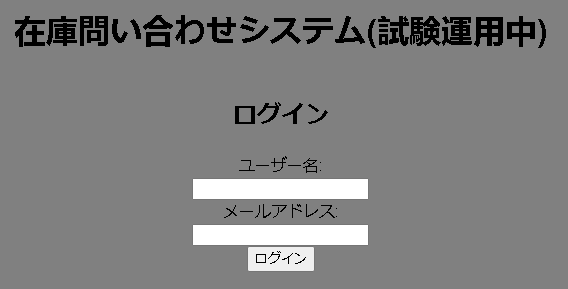 在庫問い合わせシステム(試験運用中)
ログイン
ユーザー名:
メールアドレス:
ログイン